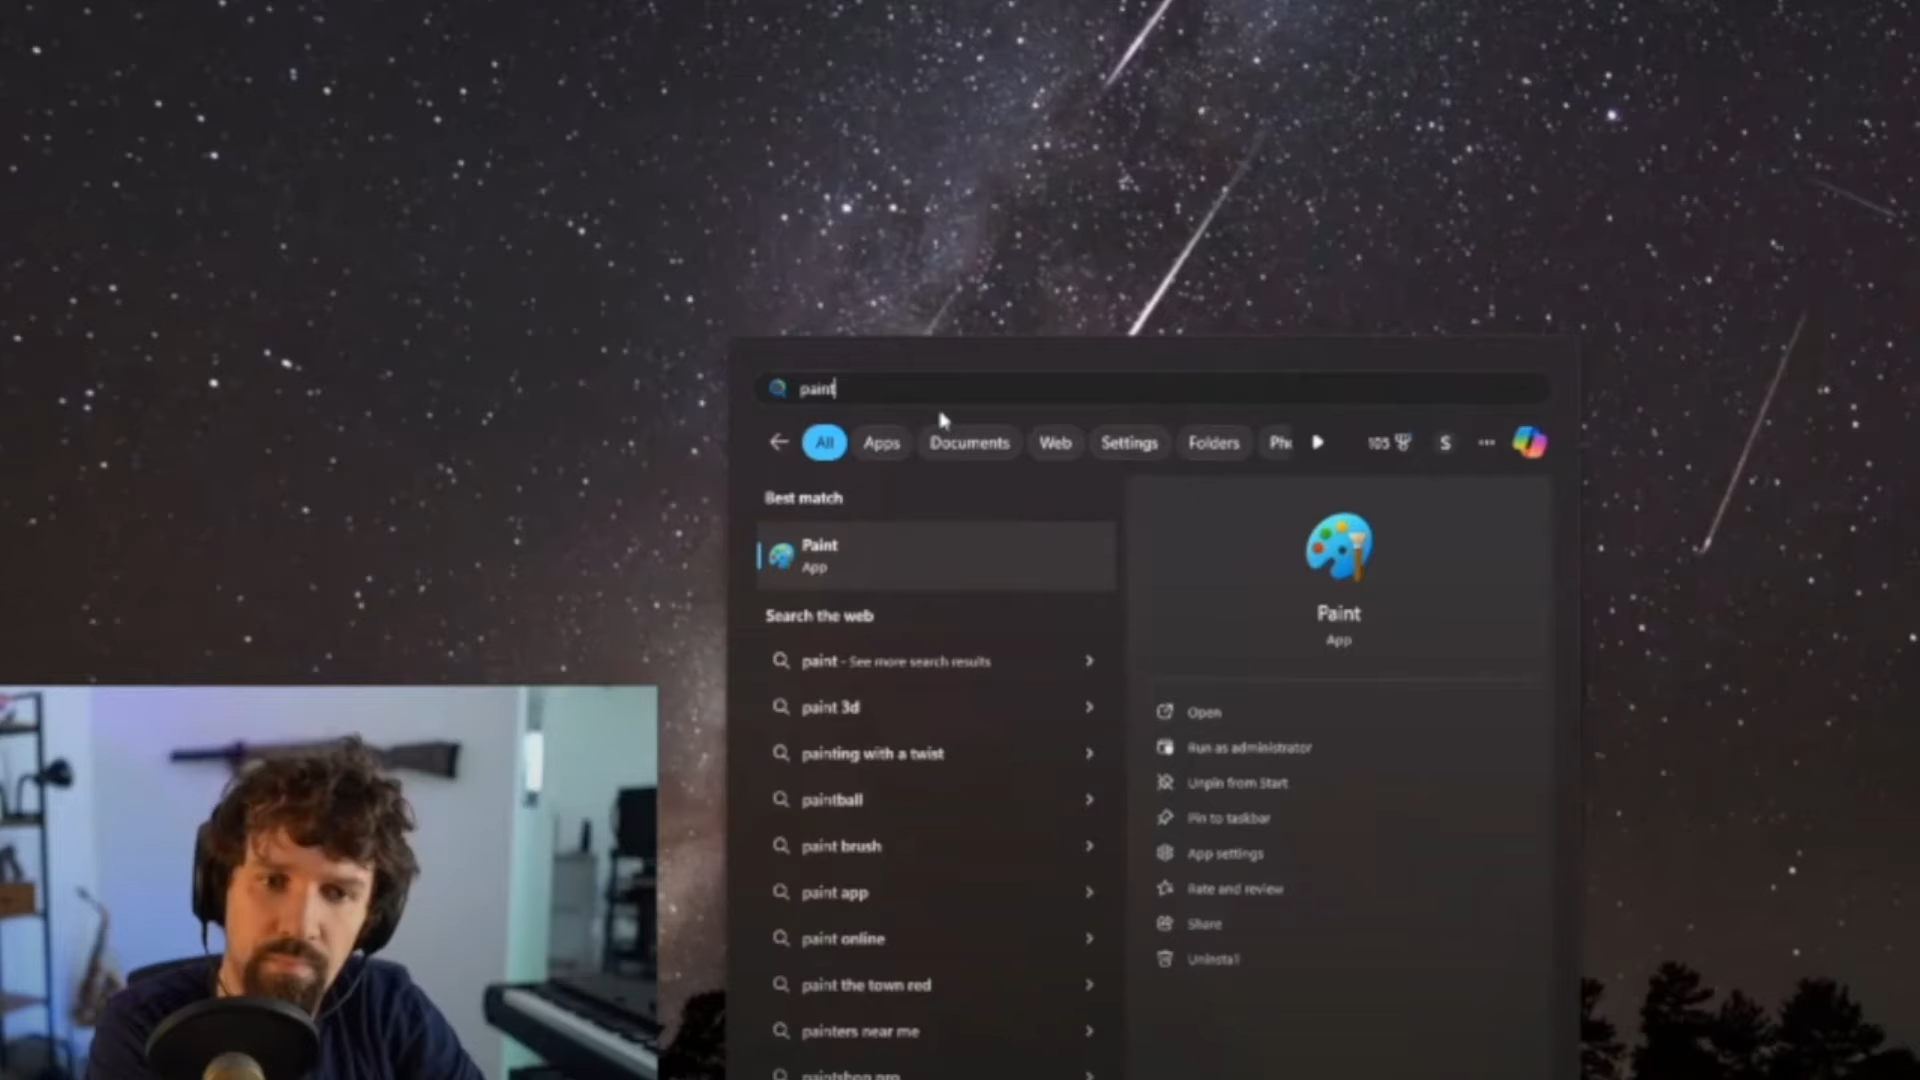 paint
All Apps Documents Web Settings Folders Pho 105 S
Best match
Paint
App
Search the web
paint - See more search results
paint 3d
painting with a twist
paintball
paint brush
paint app
paint online
paint the town red
painters near me
paintshop pro
Paint
App
Open
Run as administrator
Unpin from Start
Pin to taskbar
App settings
Rate and review
Share
Uninstall